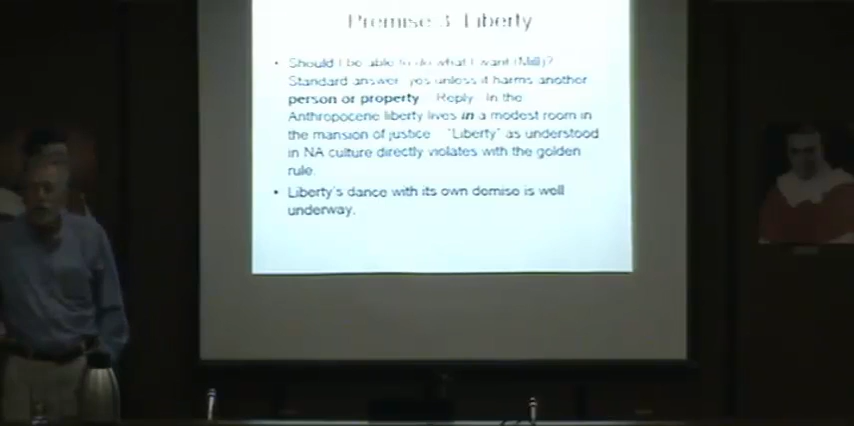 Premise 3: Liberty
• Should I be able to do what I want (Mill)?
Standard answer yes unless it harms another
person or property Reply In the
Anthropocene liberty lives in a modest room in
the mansion of justice "Liberty" as understood
in NA culture directly violates with the golden
rule.
• Liberty's dance with its own demise is well
underway.